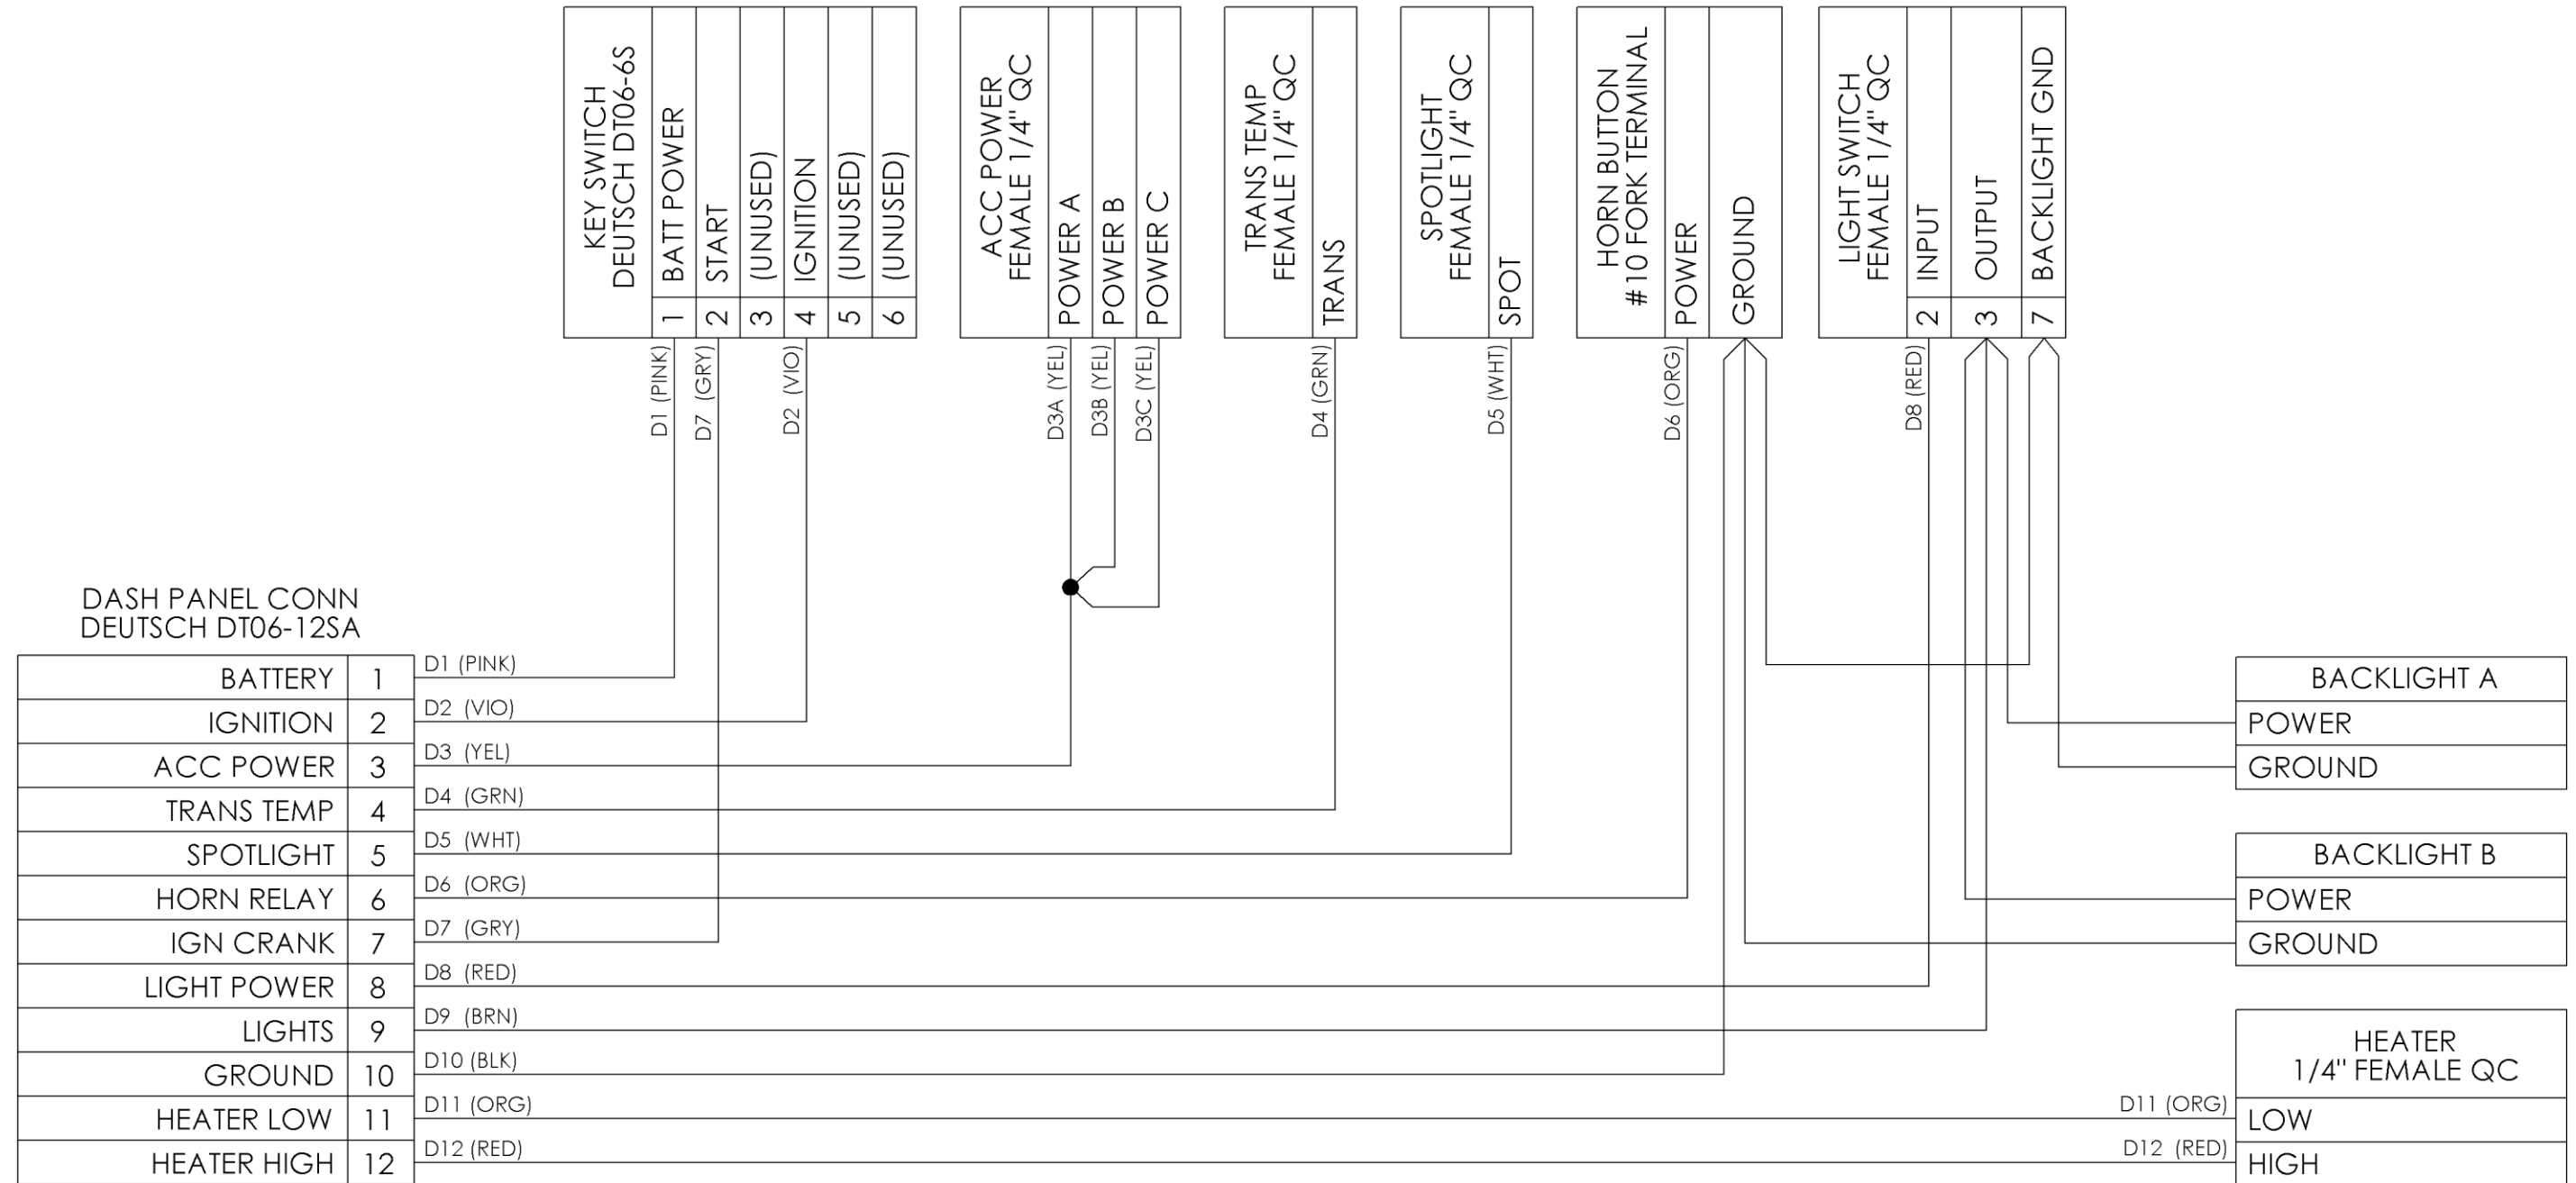 KEY SWITCH
DEUTSCH DT06-6S
1 BATT POWER
2 START
3 (UNUSED)
4 IGNITION
5 (UNUSED)
6 (UNUSED)
ACC POWER
FEMALE 1/4" QC
POWER A
POWER B
POWER C
TRANS TEMP
FEMALE 1/4" QC
TRANS
SPOTLIGHT
FEMALE 1/4" QC
SPOT
HORN BUTTON
#10 FORK TERMINAL
POWER
GROUND
LIGHT SWITCH
FEMALE 1/4" QC
2 INPUT
3 OUTPUT
7 BACKLIGHT GND
D1 (PINK)
D7 (GRY)
D2 (VIO)
D3A (YEL)
D3B (YEL)
D3C (YEL)
D4 (GRN)
D5 (WHT)
D6 (ORG)
D8 (RED)
DASH PANEL CONN
DEUTSCH DT06-12SA
BATTERY 1 D1 (PINK)
IGNITION 2 D2 (VIO)
ACC POWER 3 D3 (YEL)
TRANS TEMP 4 D4 (GRN)
SPOTLIGHT 5 D5 (WHT)
HORN RELAY 6 D6 (ORG)
IGN CRANK 7 D7 (GRY)
LIGHT POWER 8 D8 (RED)
LIGHTS 9 D9 (BRN)
GROUND 10 D10 (BLK)
HEATER LOW 11 D11 (ORG)
HEATER HIGH 12 D12 (RED)
BACKLIGHT A
POWER
GROUND
BACKLIGHT B
POWER
GROUND
HEATER
1/4" FEMALE QC
D11 (ORG) LOW
D12 (RED) HIGH